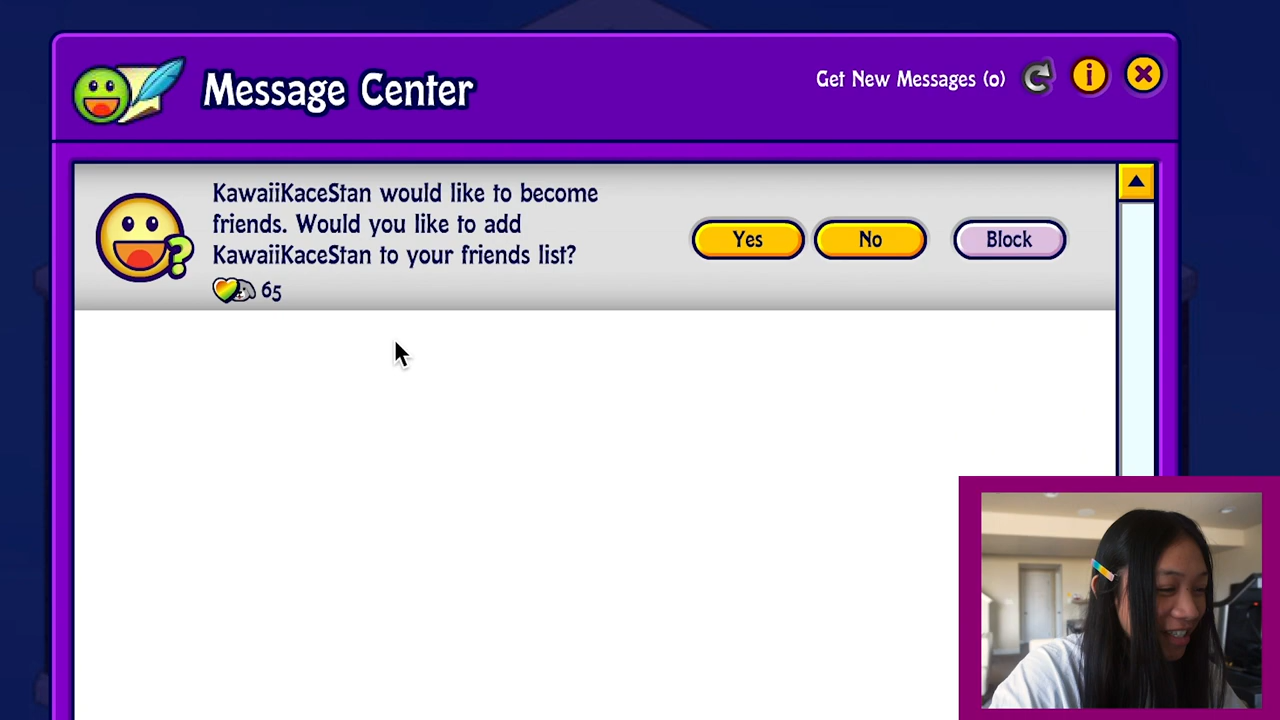 Message Center
Get New Messages (0)
KawaiiKaceStan would like to become
friends. Would you like to add
KawaiiKaceStan to your friends list?
65
Yes
No
Block